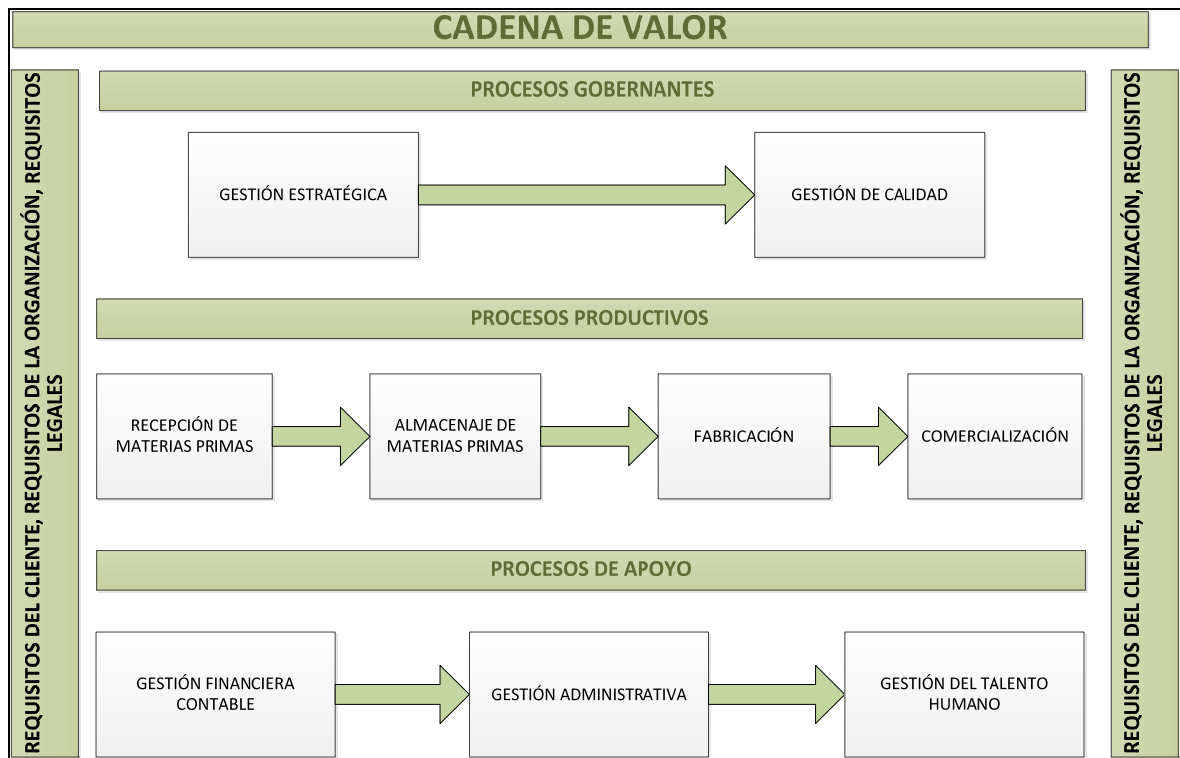 CADENA DE VALOR
REQUISITOS DEL CLIENTE, REQUISITOS DE LA ORGANIZACIÓN, REQUISITOS
LEGALES
PROCESOS GOBERNANTES
GESTIÓN ESTRATÉGICA
GESTIÓN DE CALIDAD
PROCESOS PRODUCTIVOS
RECEPCIÓN DE
MATERIAS PRIMAS
ALMACENAJE DE
MATERIAS PRIMAS
FABRICACIÓN
COMERCIALIZACIÓN
PROCESOS DE APOYO
GESTIÓN FINANCIERA
CONTABLE
GESTIÓN ADMINISTRATIVA
GESTIÓN DEL TALENTO
HUMANO
REQUISITOS DEL CLIENTE, REQUISITOS DE LA ORGANIZACIÓN, REQUISITOS
LEGALES